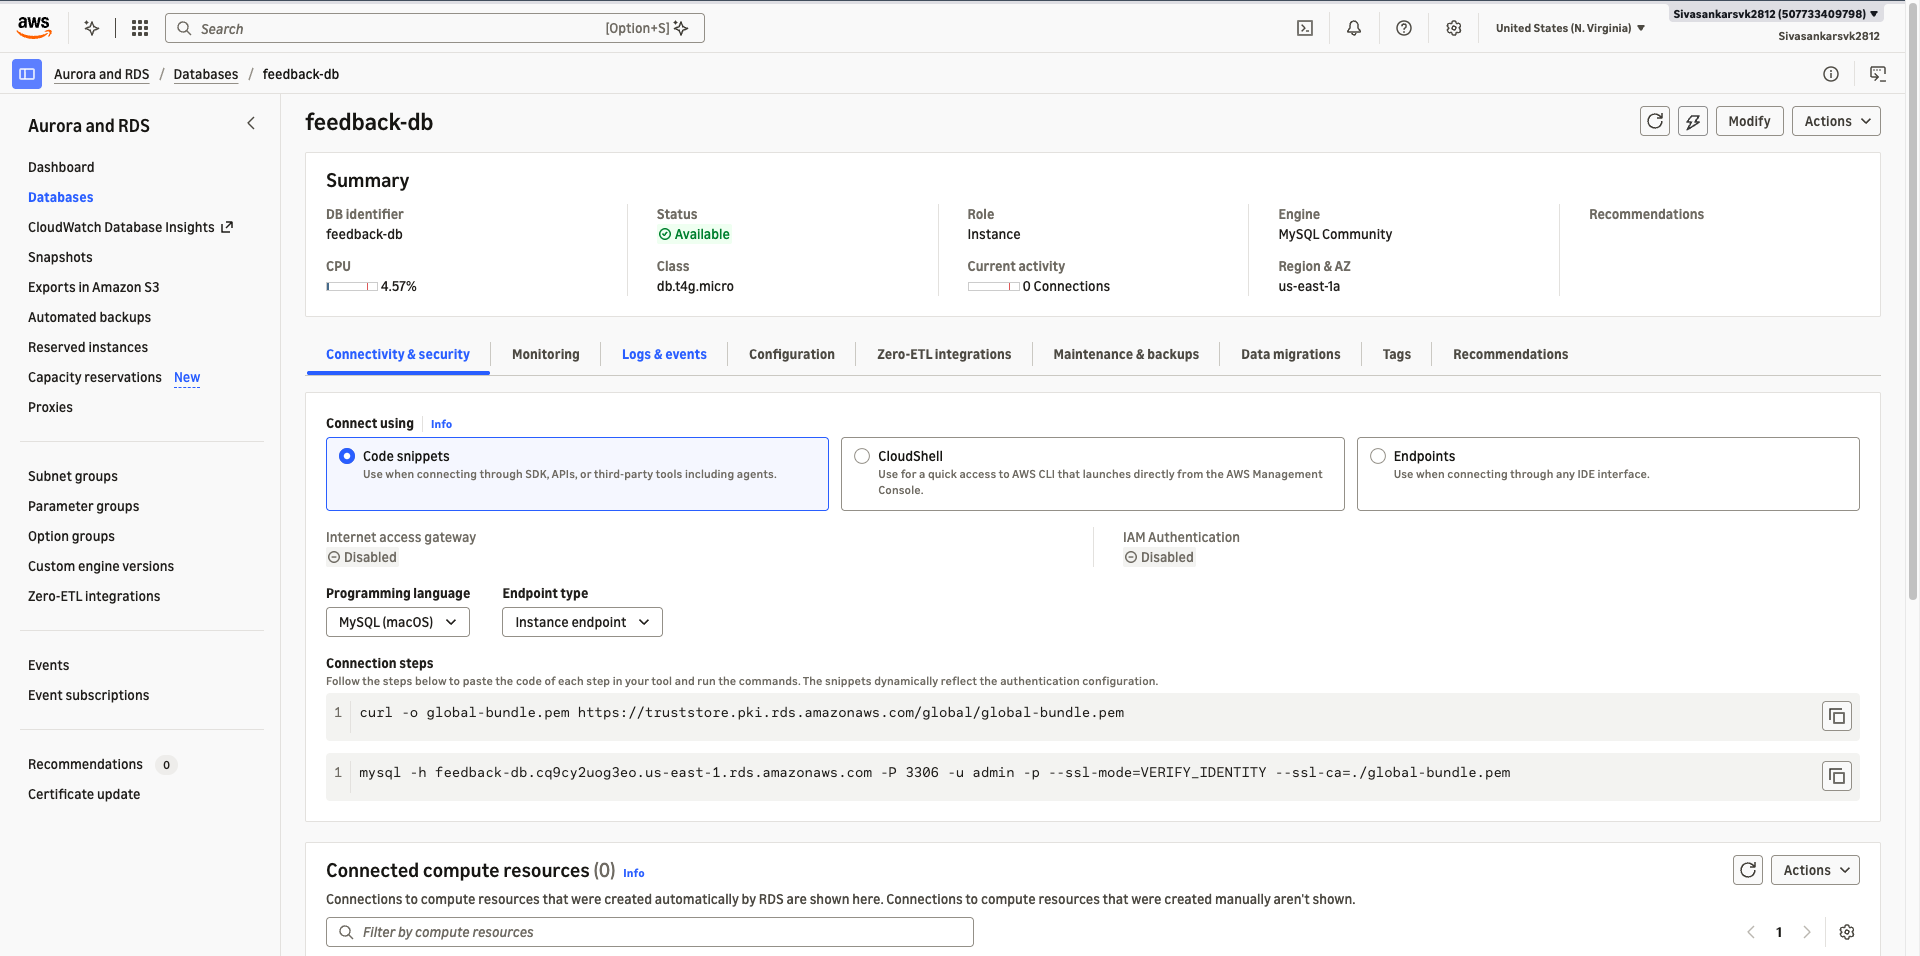 aws
Search
[Option+S]
United States (N. Virginia)
Sivasankarsvk2812 (507733409798)
Sivasankarsvk2812
Aurora and RDS / Databases / feedback-db
Aurora and RDS
Dashboard
Databases
CloudWatch Database Insights
Snapshots
Exports in Amazon S3
Automated backups
Reserved instances
Capacity reservations New
Proxies
Subnet groups
Parameter groups
Option groups
Custom engine versions
Zero-ETL integrations
Events
Event subscriptions
Recommendations 0
Certificate update
feedback-db
Modify
Actions
Summary
DB identifier
feedback-db
Status
Available
Role
Instance
Engine
MySQL Community
Recommendations
CPU
4.57%
Class
db.t4g.micro
Current activity
0 Connections
Region & AZ
us-east-1a
Connectivity & security
Monitoring
Logs & events
Configuration
Zero-ETL integrations
Maintenance & backups
Data migrations
Tags
Recommendations
Connect using Info
Code snippets
Use when connecting through SDK, APIs, or third-party tools including agents.
CloudShell
Use for a quick access to AWS CLI that launches directly from the AWS Management
Console.
Endpoints
Use when connecting through any IDE interface.
Internet access gateway
Disabled
IAM Authentication
Disabled
Programming language
MySQL (macOS)
Endpoint type
Instance endpoint
Connection steps
Follow the steps below to paste the code of each step in your tool and run the commands. The snippets dynamically reflect the authentication configuration.
1 curl -o global-bundle.pem https://truststore.pki.rds.amazonaws.com/global/global-bundle.pem
1 mysql -h feedback-db.cq9cy2uog3eo.us-east-1.rds.amazonaws.com -P 3306 -u admin -p --ssl-mode=VERIFY_IDENTITY --ssl-ca=./global-bundle.pem
Connected compute resources (0) Info
Actions
Connections to compute resources that were created automatically by RDS are shown here. Connections to compute resources that were created manually aren't shown.
Filter by compute resources
1